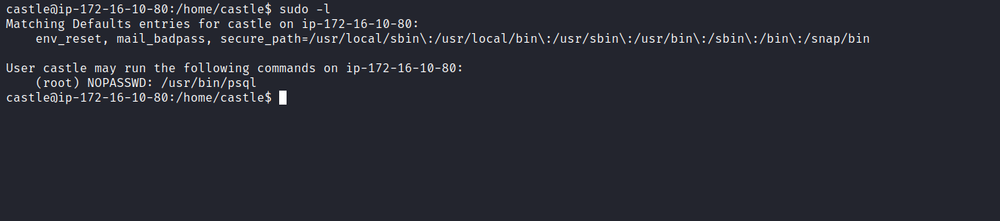 castle@ip-172-16-10-80:/home/castle$ sudo -l
Matching Defaults entries for castle on ip-172-16-10-80:
    env_reset, mail_badpass, secure_path=/usr/local/sbin\:/usr/local/bin\:/usr/sbin\:/usr/bin\:/sbin\:/bin\:/snap/bin

User castle may run the following commands on ip-172-16-10-80:
    (root) NOPASSWD: /usr/bin/psql
castle@ip-172-16-10-80:/home/castle$